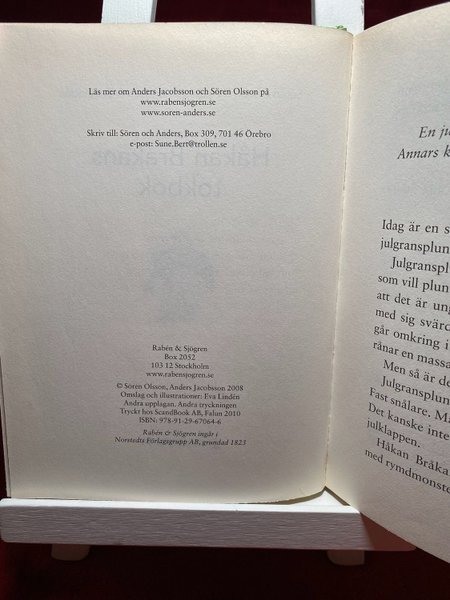 Läs mer om Anders Jacobsson och Sören Olsson på
www.rabensjogren.se
www.soren-anders.se
Skriv till: Sören och Anders, Box 309, 701 46 Örebro
e-post: Sune.Bert@trollen.se
Rabén & Sjögren
Box 2052
103 12 Stockholm
www.rabensjogren.se
© Sören Olsson, Anders Jacobsson 2008
Omslag och illustrationer: Eva Lindén
Andra upplagan. Andra tryckningen
Tryckt hos ScandBook AB, Falun 2010
ISBN: 978-91-29-67064-6
Rabén & Sjögren ingår i
Norstedts Förlagsgrupp AB, grundad 1823
En ju
Annars k
Idag är en s
julgransplun
Julgranspl
som vill plun
att det är ung
med sig svärd
går omkring i
rånar en massa
Men så är de
Julgransplun
Fast snålare. M
Det kanske inte
julklappen.
Håkan Bråka
med rymdmonste